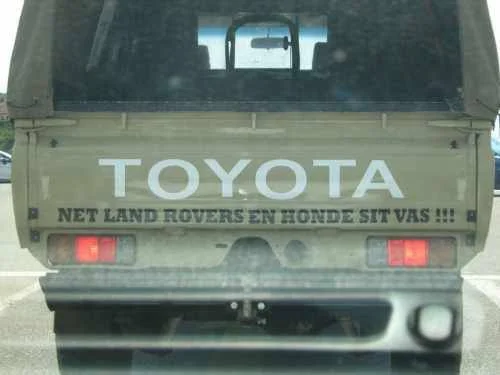 TOYOTA
NET LAND ROVERS EN HONDE SIT VAS !!!